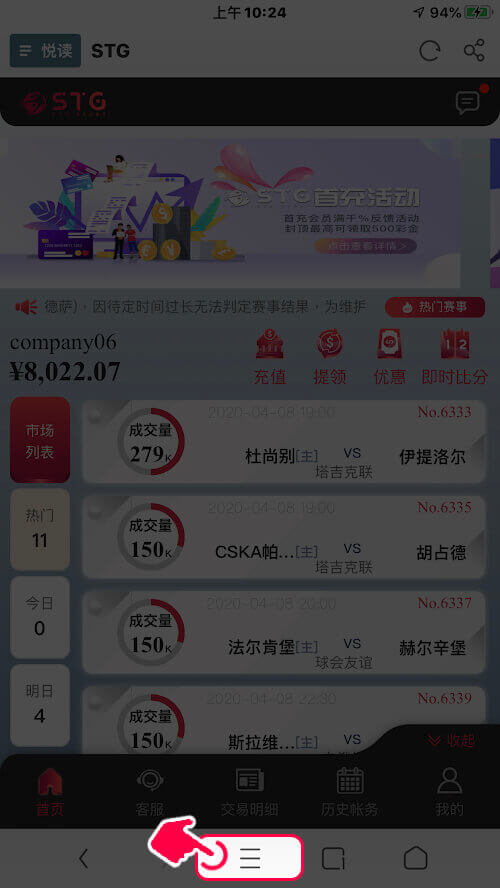 上午 10:24
94%
悦读 STG
STG
STG首充活动
首充会员满千%反馈活动
封顶最高可领取500彩金
点击查看详情>
德萨)，因待定时间过长无法判定赛事结果，为维护
热门赛事
company06
¥8,022.07
充值 提领 优惠 即时比分
市场
列表
热门
11
今日
0
明日
4
2020-04-08 19:00 No.6333
成交量
279K
杜尚别[主] VS 伊提洛尔
塔吉克联
2020-04-08 19:00 No.6335
成交量
150K
CSKA帕...[主] VS 胡占德
塔吉克联
2020-04-08 20:00 No.6337
成交量
150K
法尔肯堡[主] VS 赫尔辛堡
球会友谊
2020-04-08 22:30 No.6339
成交量
150K
斯拉维...[主] VS
收起
首页 客服 交易明细 历史帐务 我的